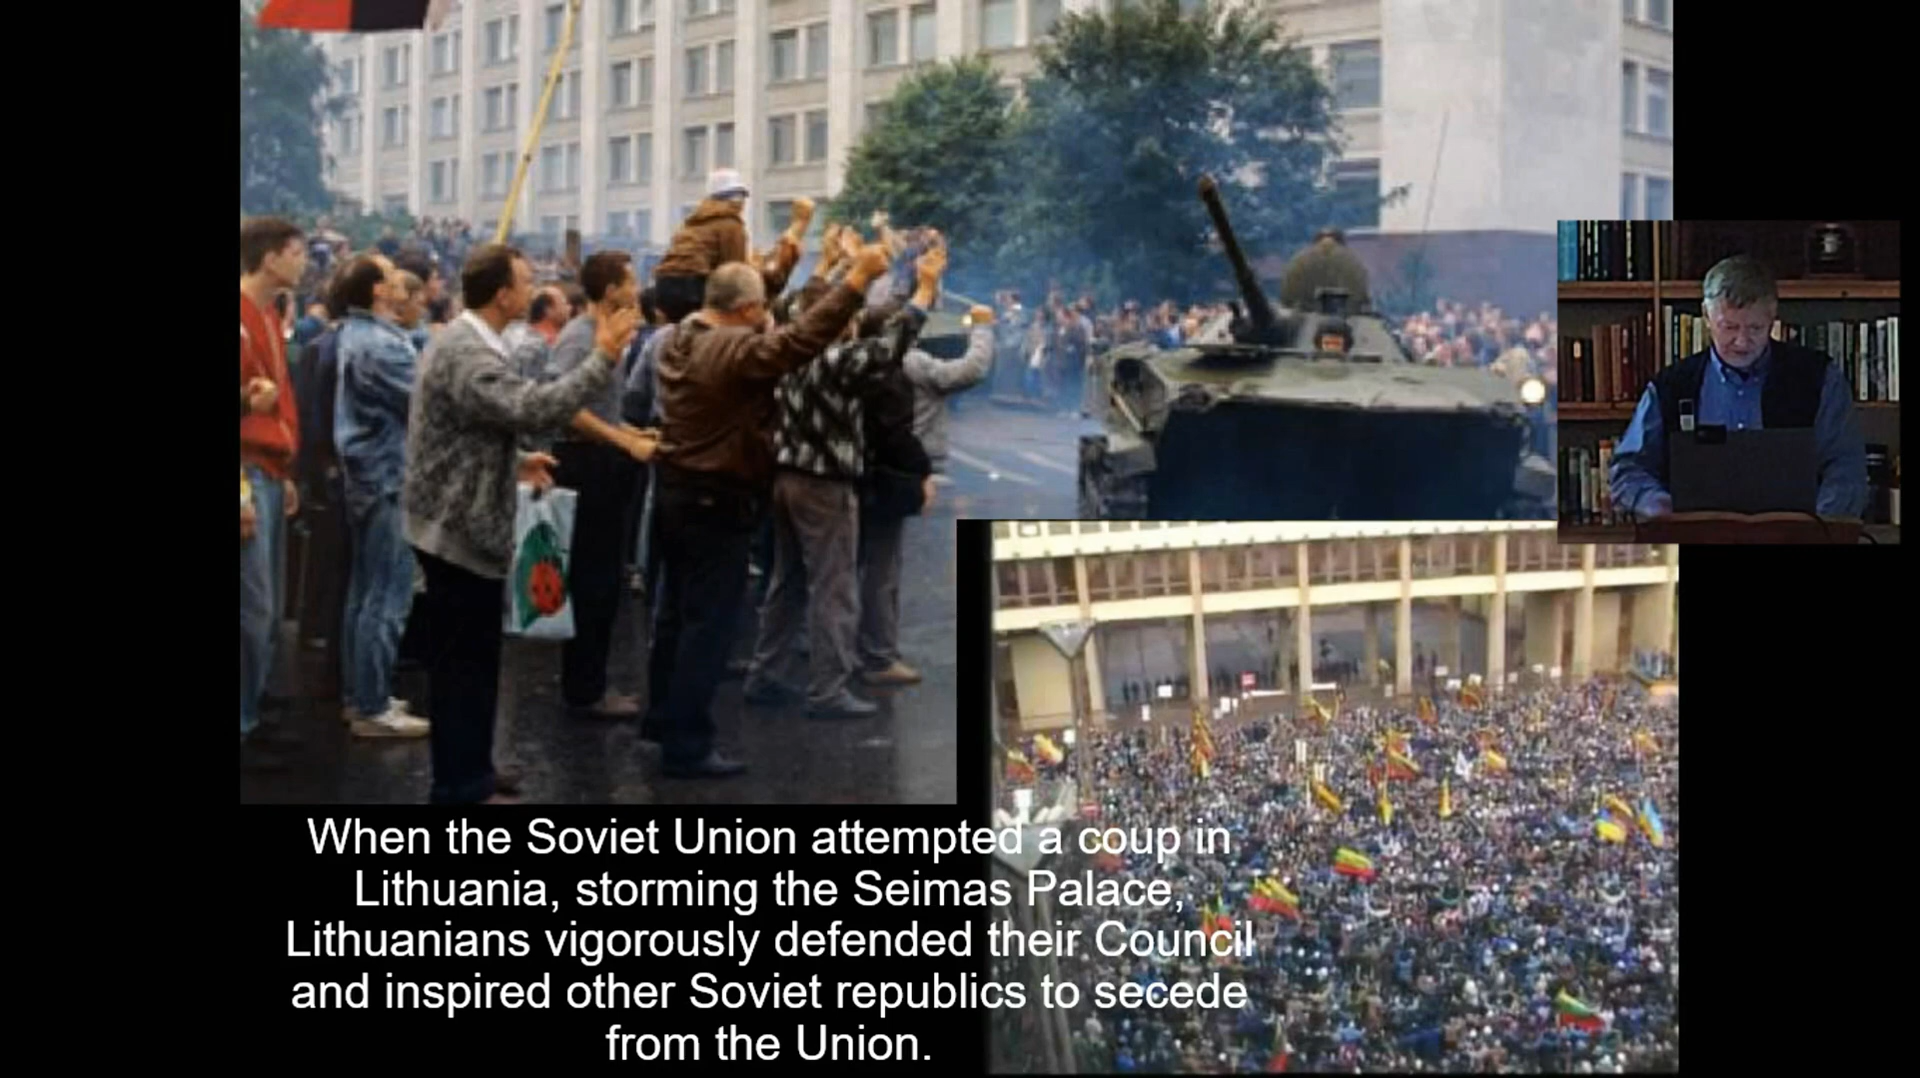 When the Soviet Union attempted a coup in
Lithuania, storming the Seimas Palace,
Lithuanians vigorously defended their Council
and inspired other Soviet republics to secede
from the Union.